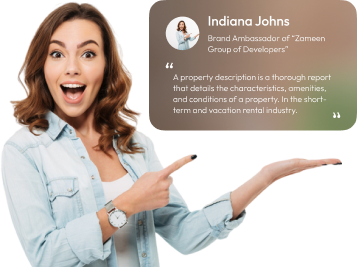 Indiana Johns
Brand Ambassador of “Zameen
Group of Developers”
“
A property description is a thorough report
that details the characteristics, amenities,
and conditions of a property. In the short-
term and vacation rental industry.
”